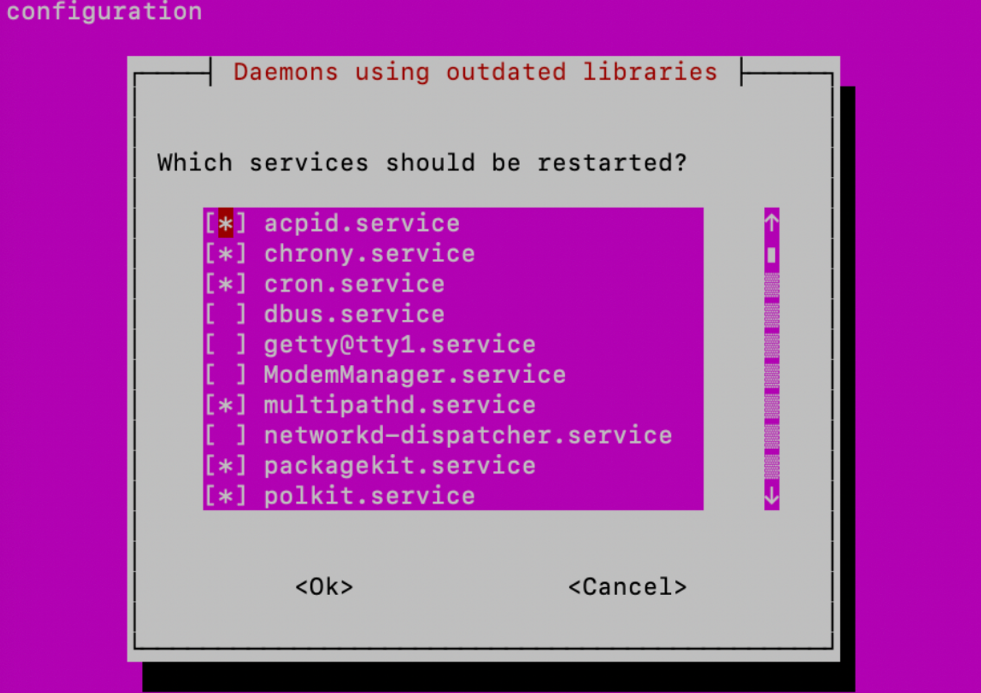 configuration
Daemons using outdated libraries
Which services should be restarted?
[*] acpid.service
[*] chrony.service
[*] cron.service
[ ] dbus.service
[ ] getty@tty1.service
[ ] ModemManager.service
[*] multipathd.service
[ ] networkd-dispatcher.service
[*] packagekit.service
[*] polkit.service
<Ok> <Cancel>